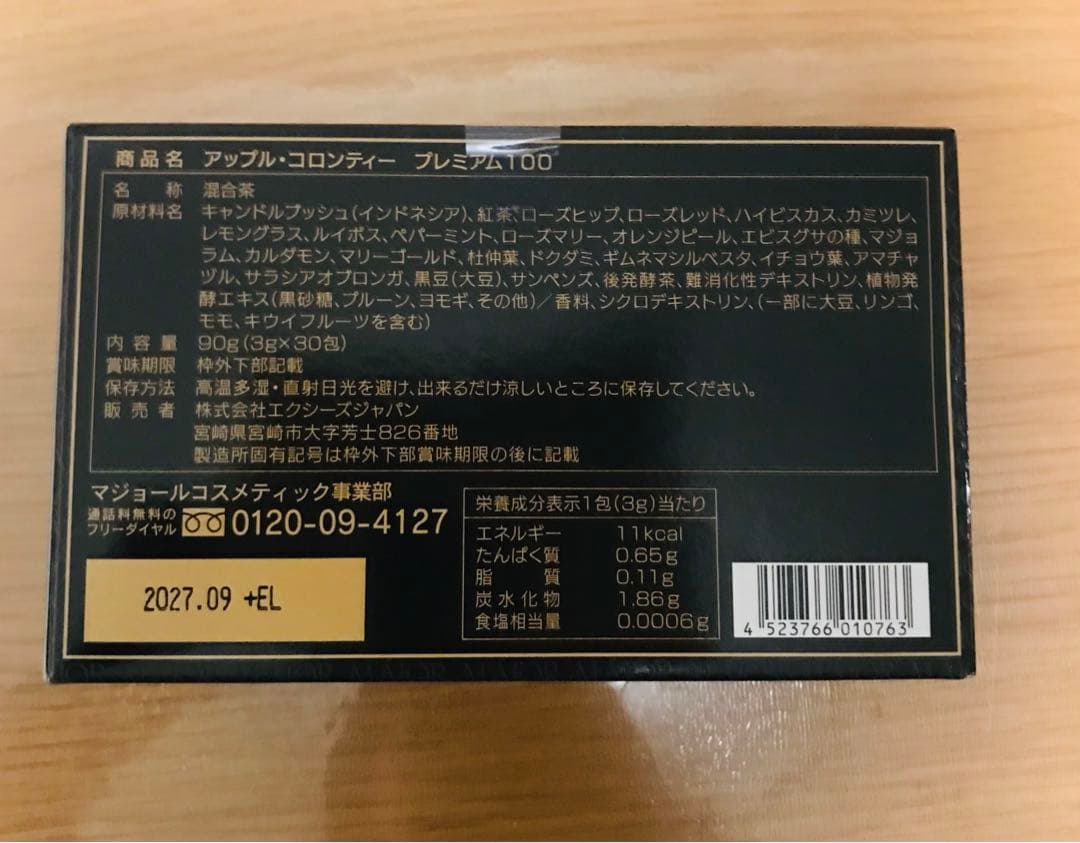 商品名 アップル・コロンティー プレミアム100
名称 混合茶
原材料名 キャンドルブッシュ(インドネシア)、紅茶、ローズヒップ、ローズレッド、ハイビスカス、カミツレ、
レモングラス、ルイボス、ペパーミント、ローズマリー、オレンジピール、エビスグサの種、マジョ
ラム、カルダモン、マリーゴールド、杜仲葉、ドクダミ、ギムネマシルベスタ、イチョウ葉、アマチャ
ヅル、サラシアオブロンガ、黒豆(大豆)、サンペンズ、後発酵茶、難消化性デキストリン、植物発
酵エキス(黒砂糖、プルーン、ヨモギ、その他)/香料、シクロデキストリン、(一部に大豆、リンゴ、
モモ、キウイフルーツを含む)
内容量 90g(3g×30包)
賞味期限 枠外下部記載
保存方法 高温多湿・直射日光を避け、出来るだけ涼しいところに保存してください。
販売者 株式会社エクシーズジャパン
宮崎県宮崎市大字芳士826番地
製造所固有記号は枠外下部賞味期限の後に記載
マジョールコスメティック事業部
通話料無料の
フリーダイヤル 0120-09-4127
2027.09 +EL
栄養成分表示1包(3g)当たり
エネルギー 11kcal
たんぱく質 0.65g
脂質 0.11g
炭水化物 1.86g
食塩相当量 0.0006g
4 523766 010763